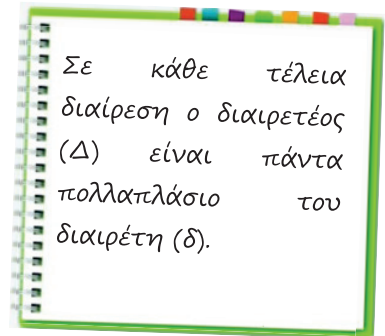 Σε κάθε τέλεια
διαίρεση ο διαιρετέος
(Δ) είναι πάντα
πολλαπλάσιο του
διαιρέτη (δ).